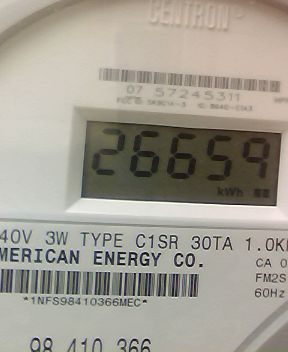 CENTRON
07 57245311
26659
kWh
40V 3W TYPE C1SR 30TA 1.0K
MERICAN ENERGY CO.
CA 0
FM2S
*1NFS98410366MEC*
60Hz
98 410 366